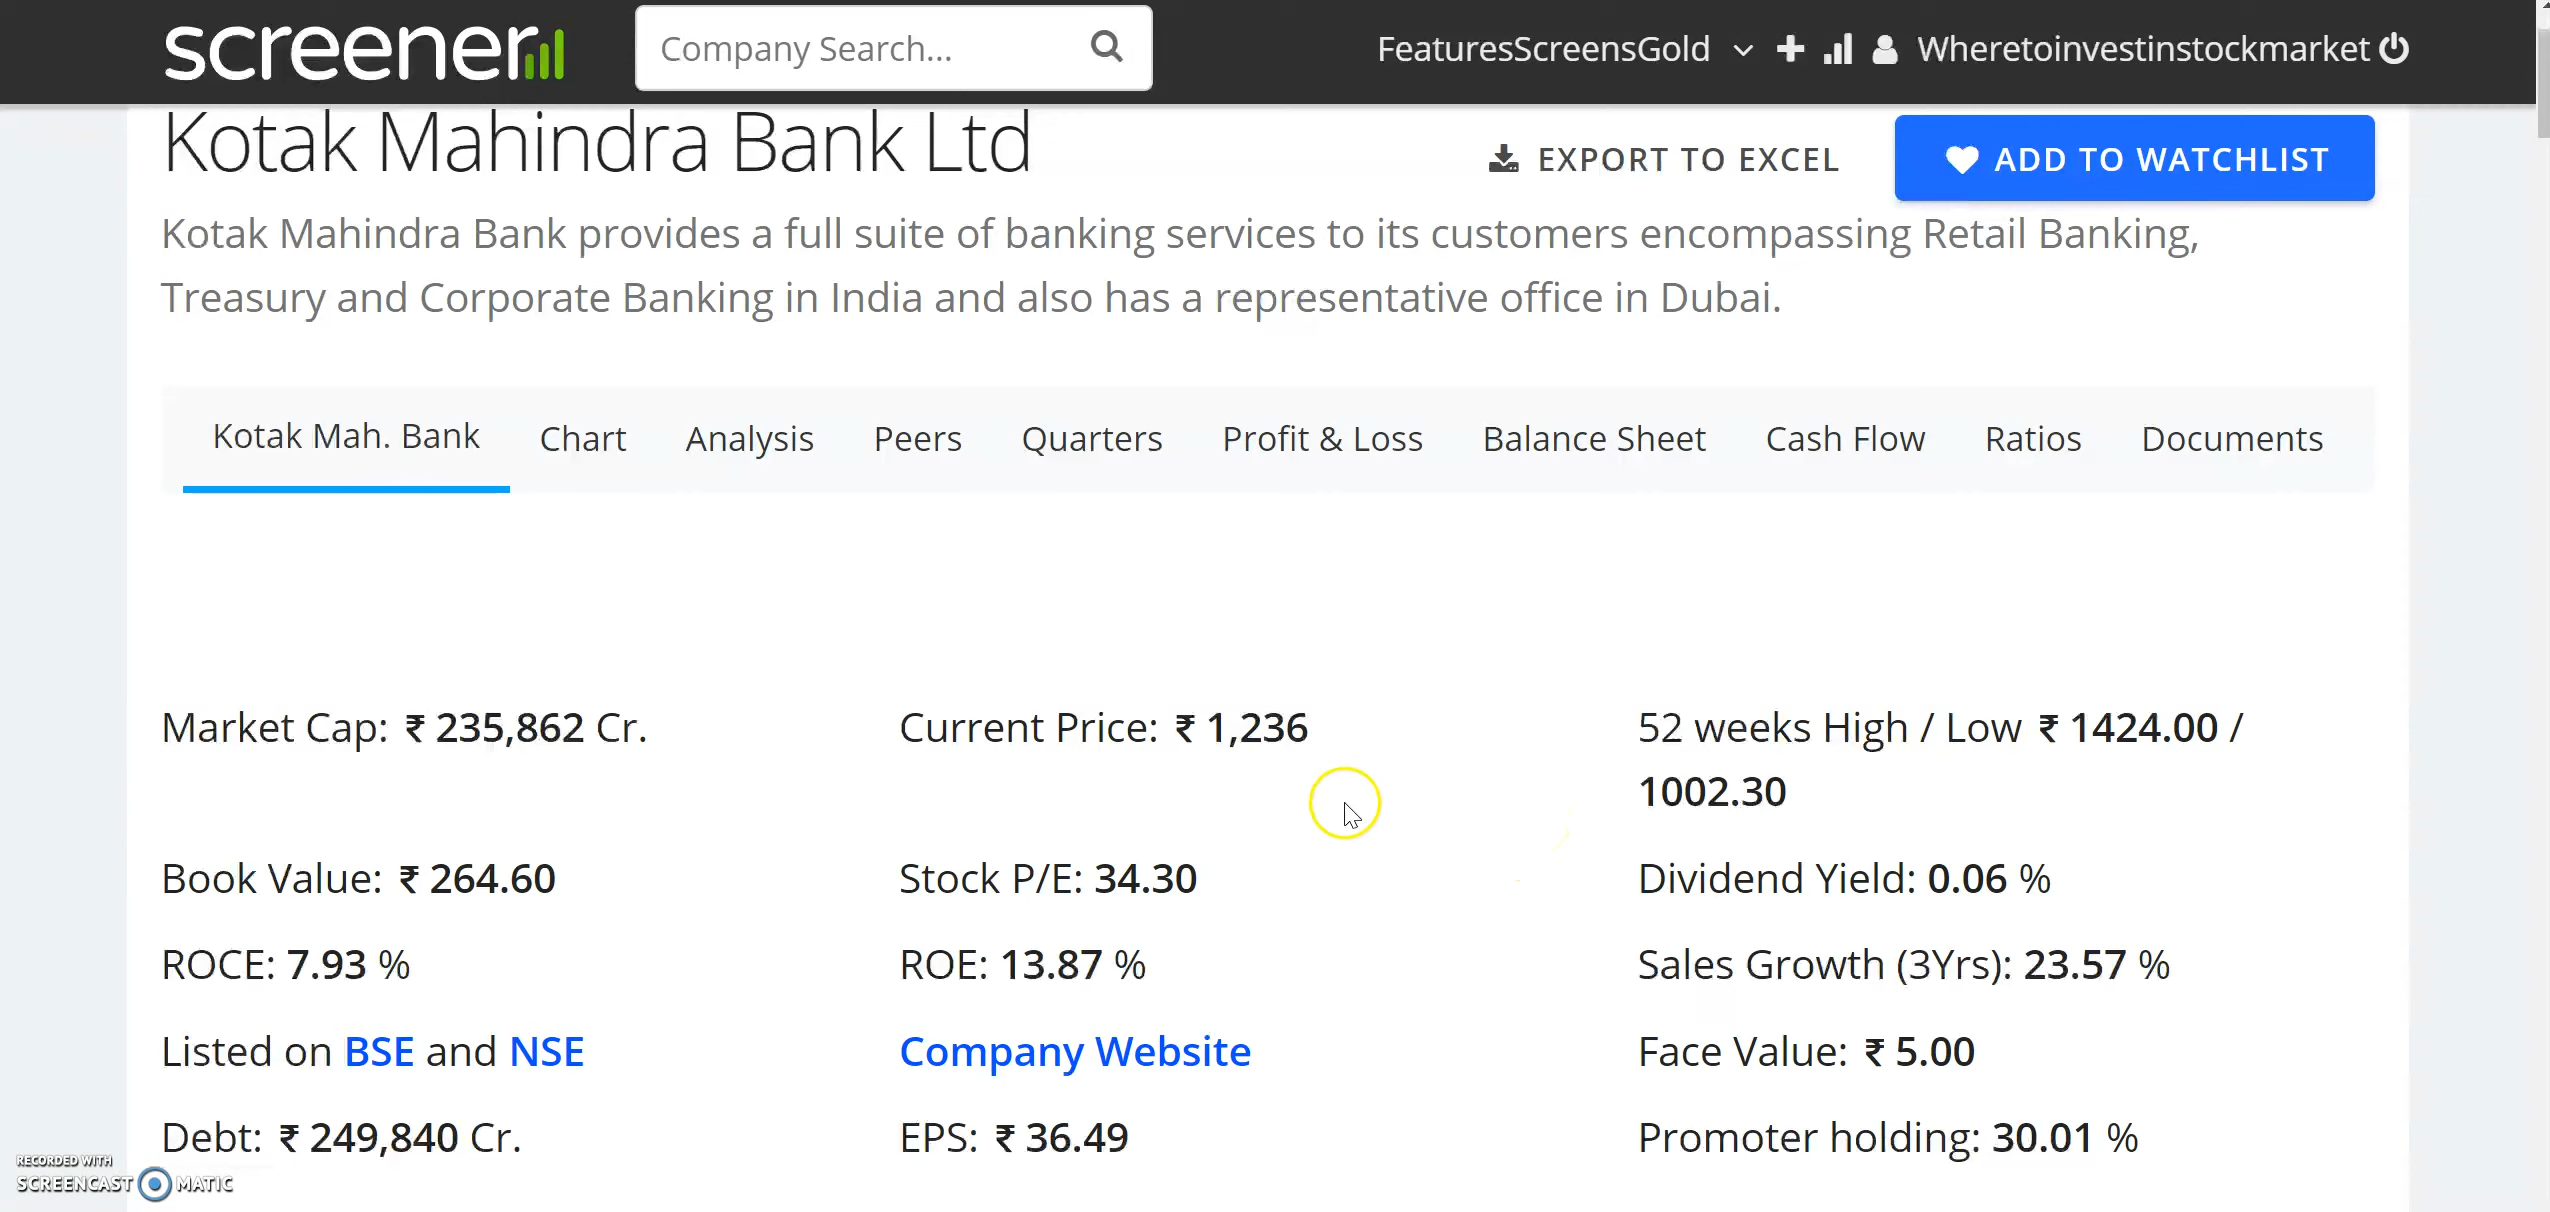 screener
Company Search...
FeaturesScreensGold
Wheretoinvestinstockmarket
Kotak Mahindra Bank Ltd
EXPORT TO EXCEL
ADD TO WATCHLIST
Kotak Mahindra Bank provides a full suite of banking services to its customers encompassing Retail Banking,
Treasury and Corporate Banking in India and also has a representative office in Dubai.
Kotak Mah. Bank Chart Analysis Peers Quarters Profit & Loss Balance Sheet Cash Flow Ratios Documents
Market Cap: ₹ 235,862 Cr.
Current Price: ₹ 1,236
52 weeks High / Low ₹ 1424.00 /
1002.30
Book Value: ₹ 264.60
Stock P/E: 34.30
Dividend Yield: 0.06 %
ROCE: 7.93 %
ROE: 13.87 %
Sales Growth (3Yrs): 23.57 %
Listed on BSE and NSE
Company Website
Face Value: ₹ 5.00
Debt: ₹ 249,840 Cr.
EPS: ₹ 36.49
Promoter holding: 30.01 %
RECORDED WITH
SCREENCAST MATIC